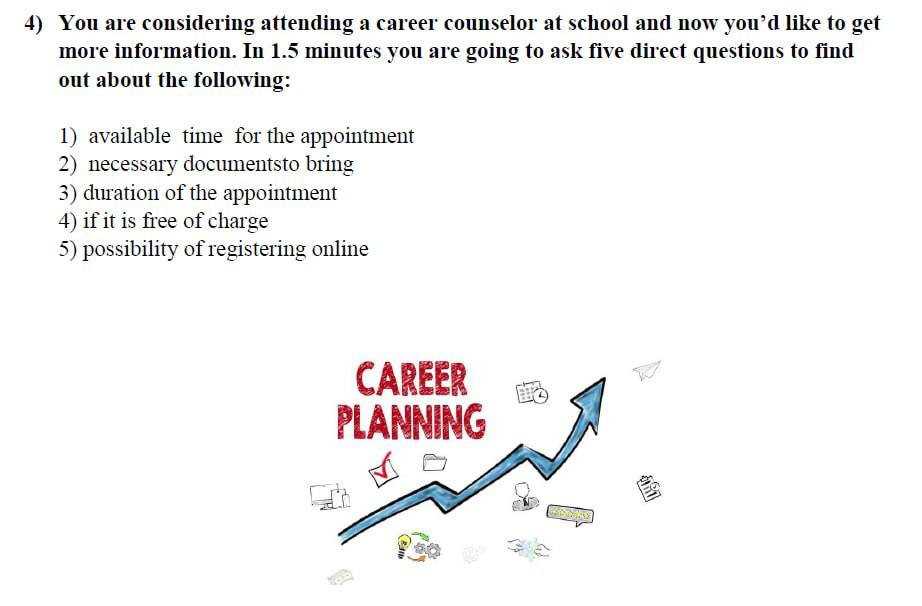 4) You are considering attending a career counselor at school and now you’d like to get
more information. In 1.5 minutes you are going to ask five direct questions to find
out about the following:
1) available time for the appointment
2) necessary documentsto bring
3) duration of the appointment
4) if it is free of charge
5) possibility of registering online
CAREER
PLANNING